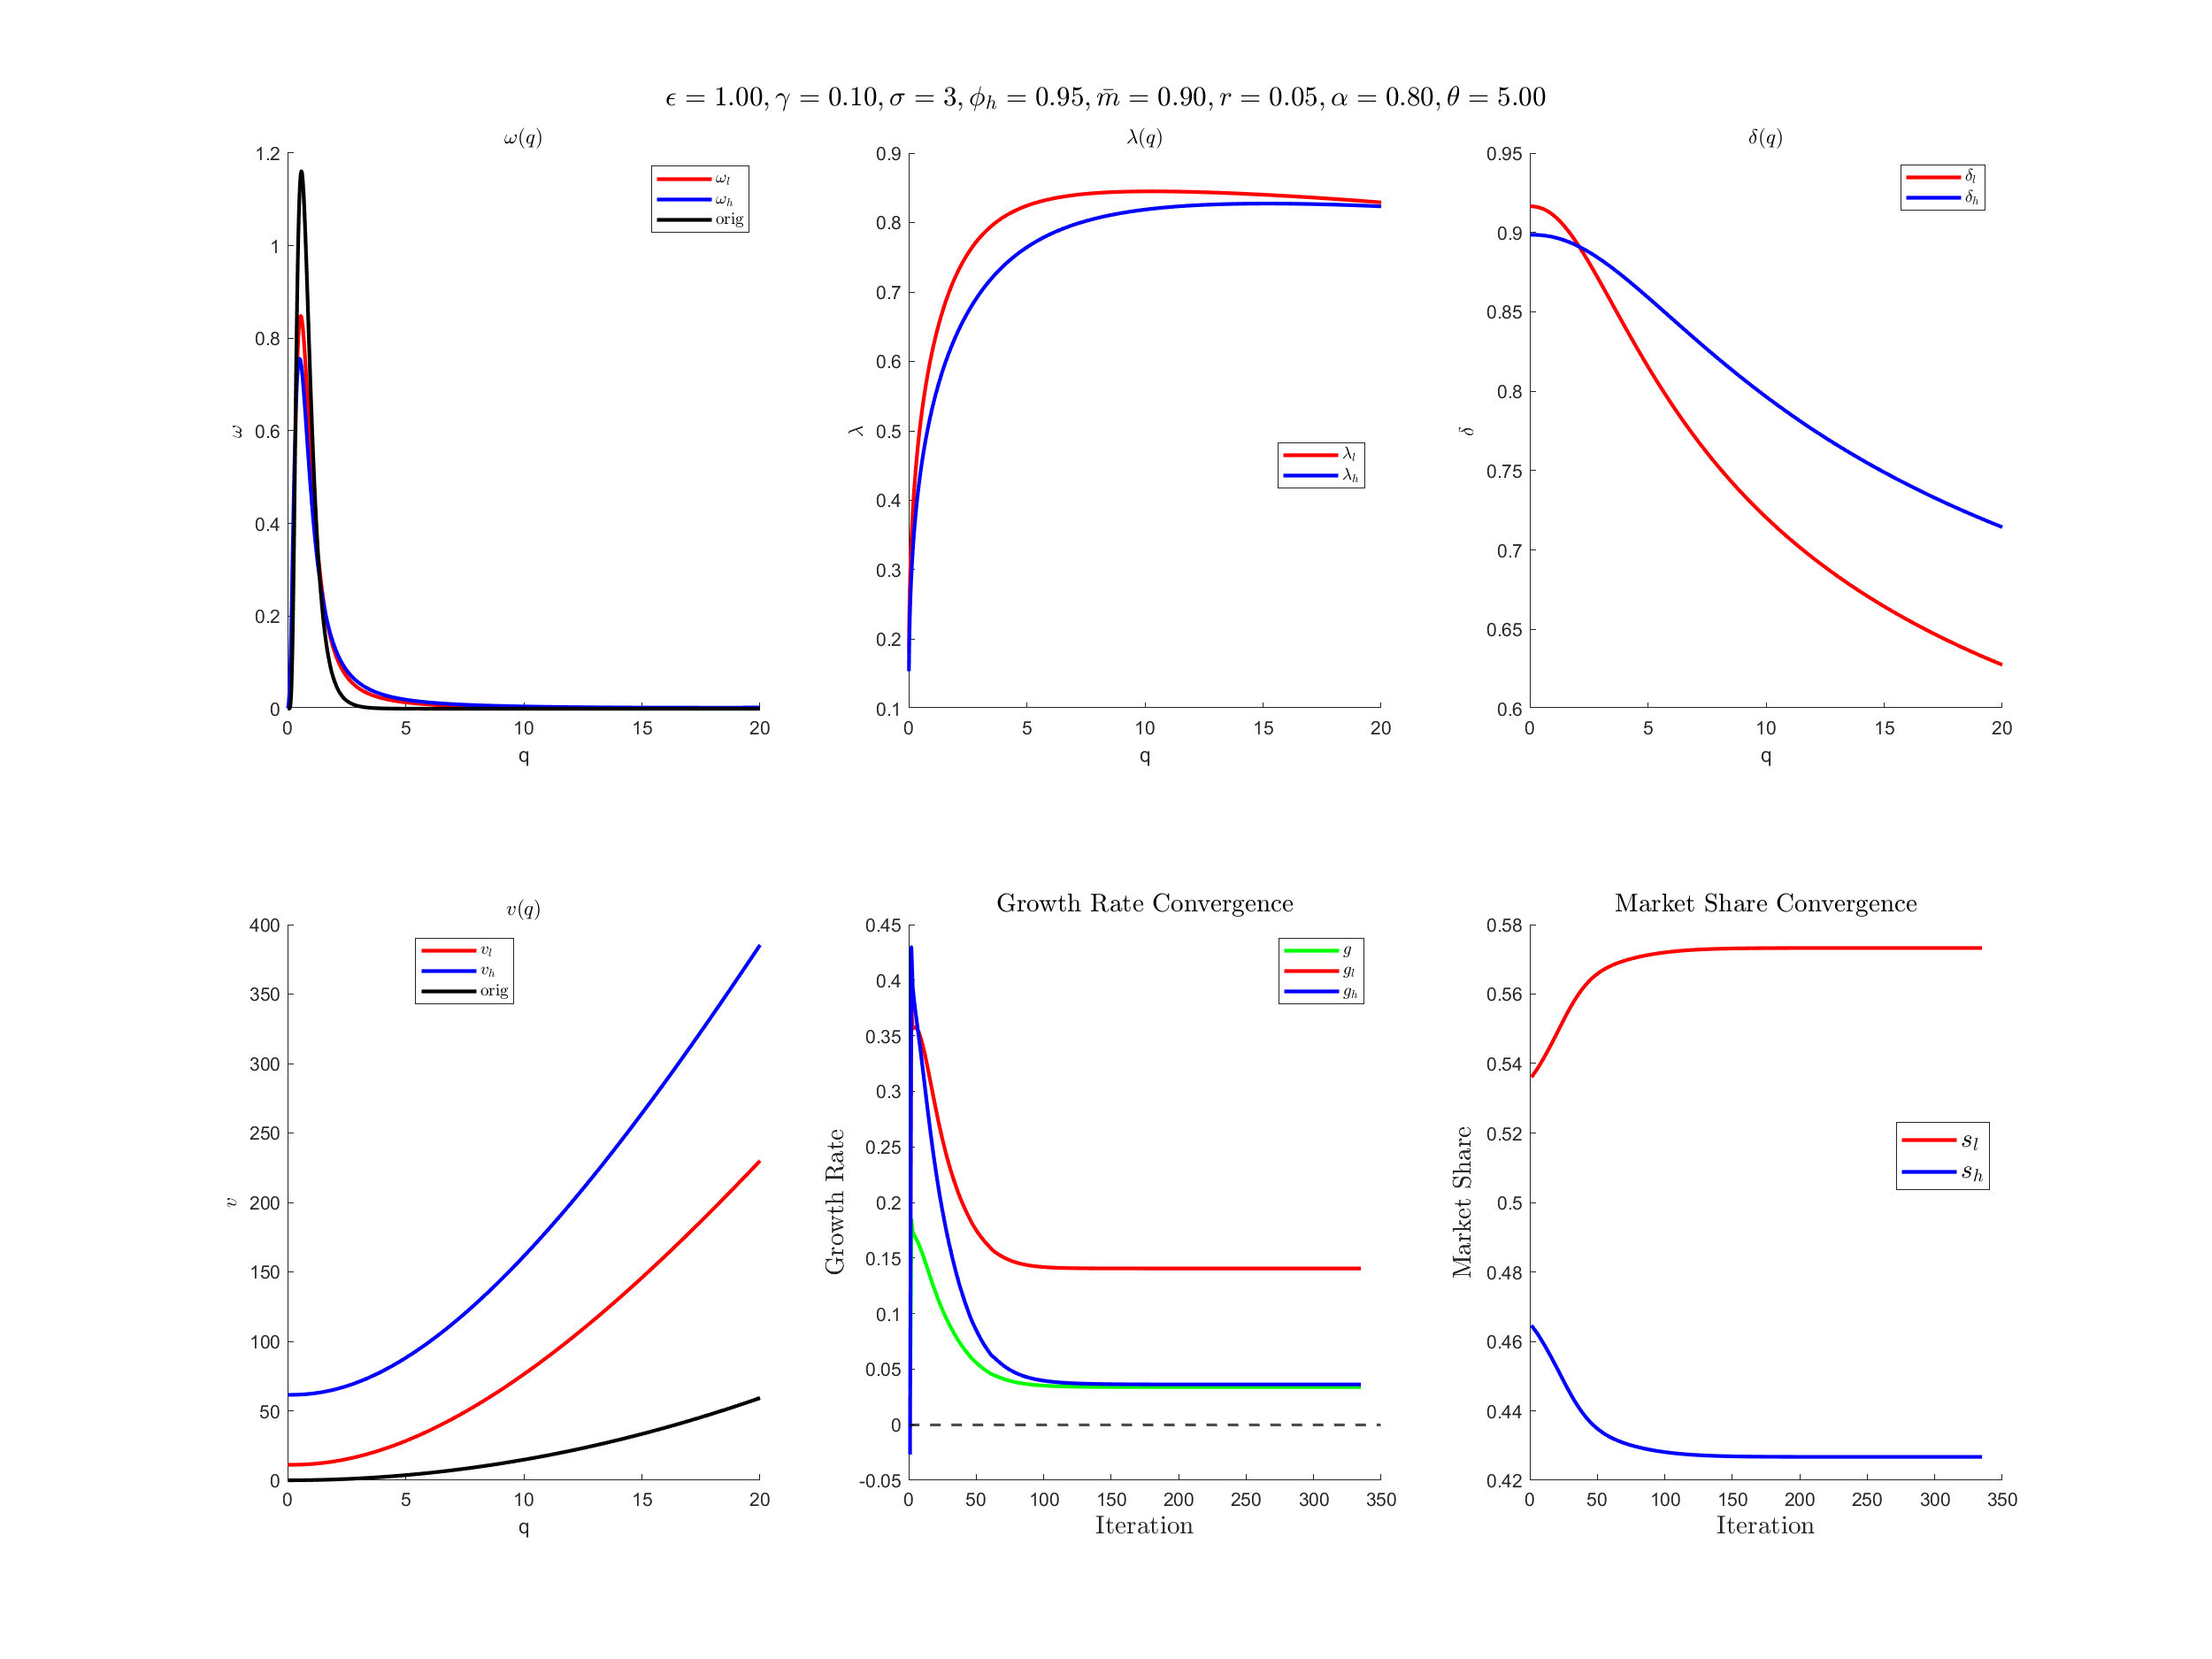 ϵ = 1.00, γ = 0.10, σ = 3, ϕ_h = 0.95, m̄ = 0.90, r = 0.05, α = 0.80, θ = 5.00
ω(q)
1.2
1
0.8
0.6
0.4
0.2
0
ω
0 5 10 15 20
q
ω_l
ω_h
orig
λ(q)
0.9
0.8
0.7
0.6
0.5
0.4
0.3
0.2
0.1
λ
0 5 10 15 20
q
λ_l
λ_h
δ(q)
0.95
0.9
0.85
0.8
0.75
0.7
0.65
0.6
δ
0 5 10 15 20
q
δ_l
δ_h
v(q)
400
350
300
250
200
150
100
50
0
v
0 5 10 15 20
q
v_l
v_h
orig
Growth Rate Convergence
0.45
0.4
0.35
0.3
0.25
0.2
0.15
0.1
0.05
0
-0.05
Growth Rate
0 50 100 150 200 250 300 350
Iteration
g
g_l
g_h
Market Share Convergence
0.58
0.56
0.54
0.52
0.5
0.48
0.46
0.44
0.42
Market Share
0 50 100 150 200 250 300 350
Iteration
s_l
s_h